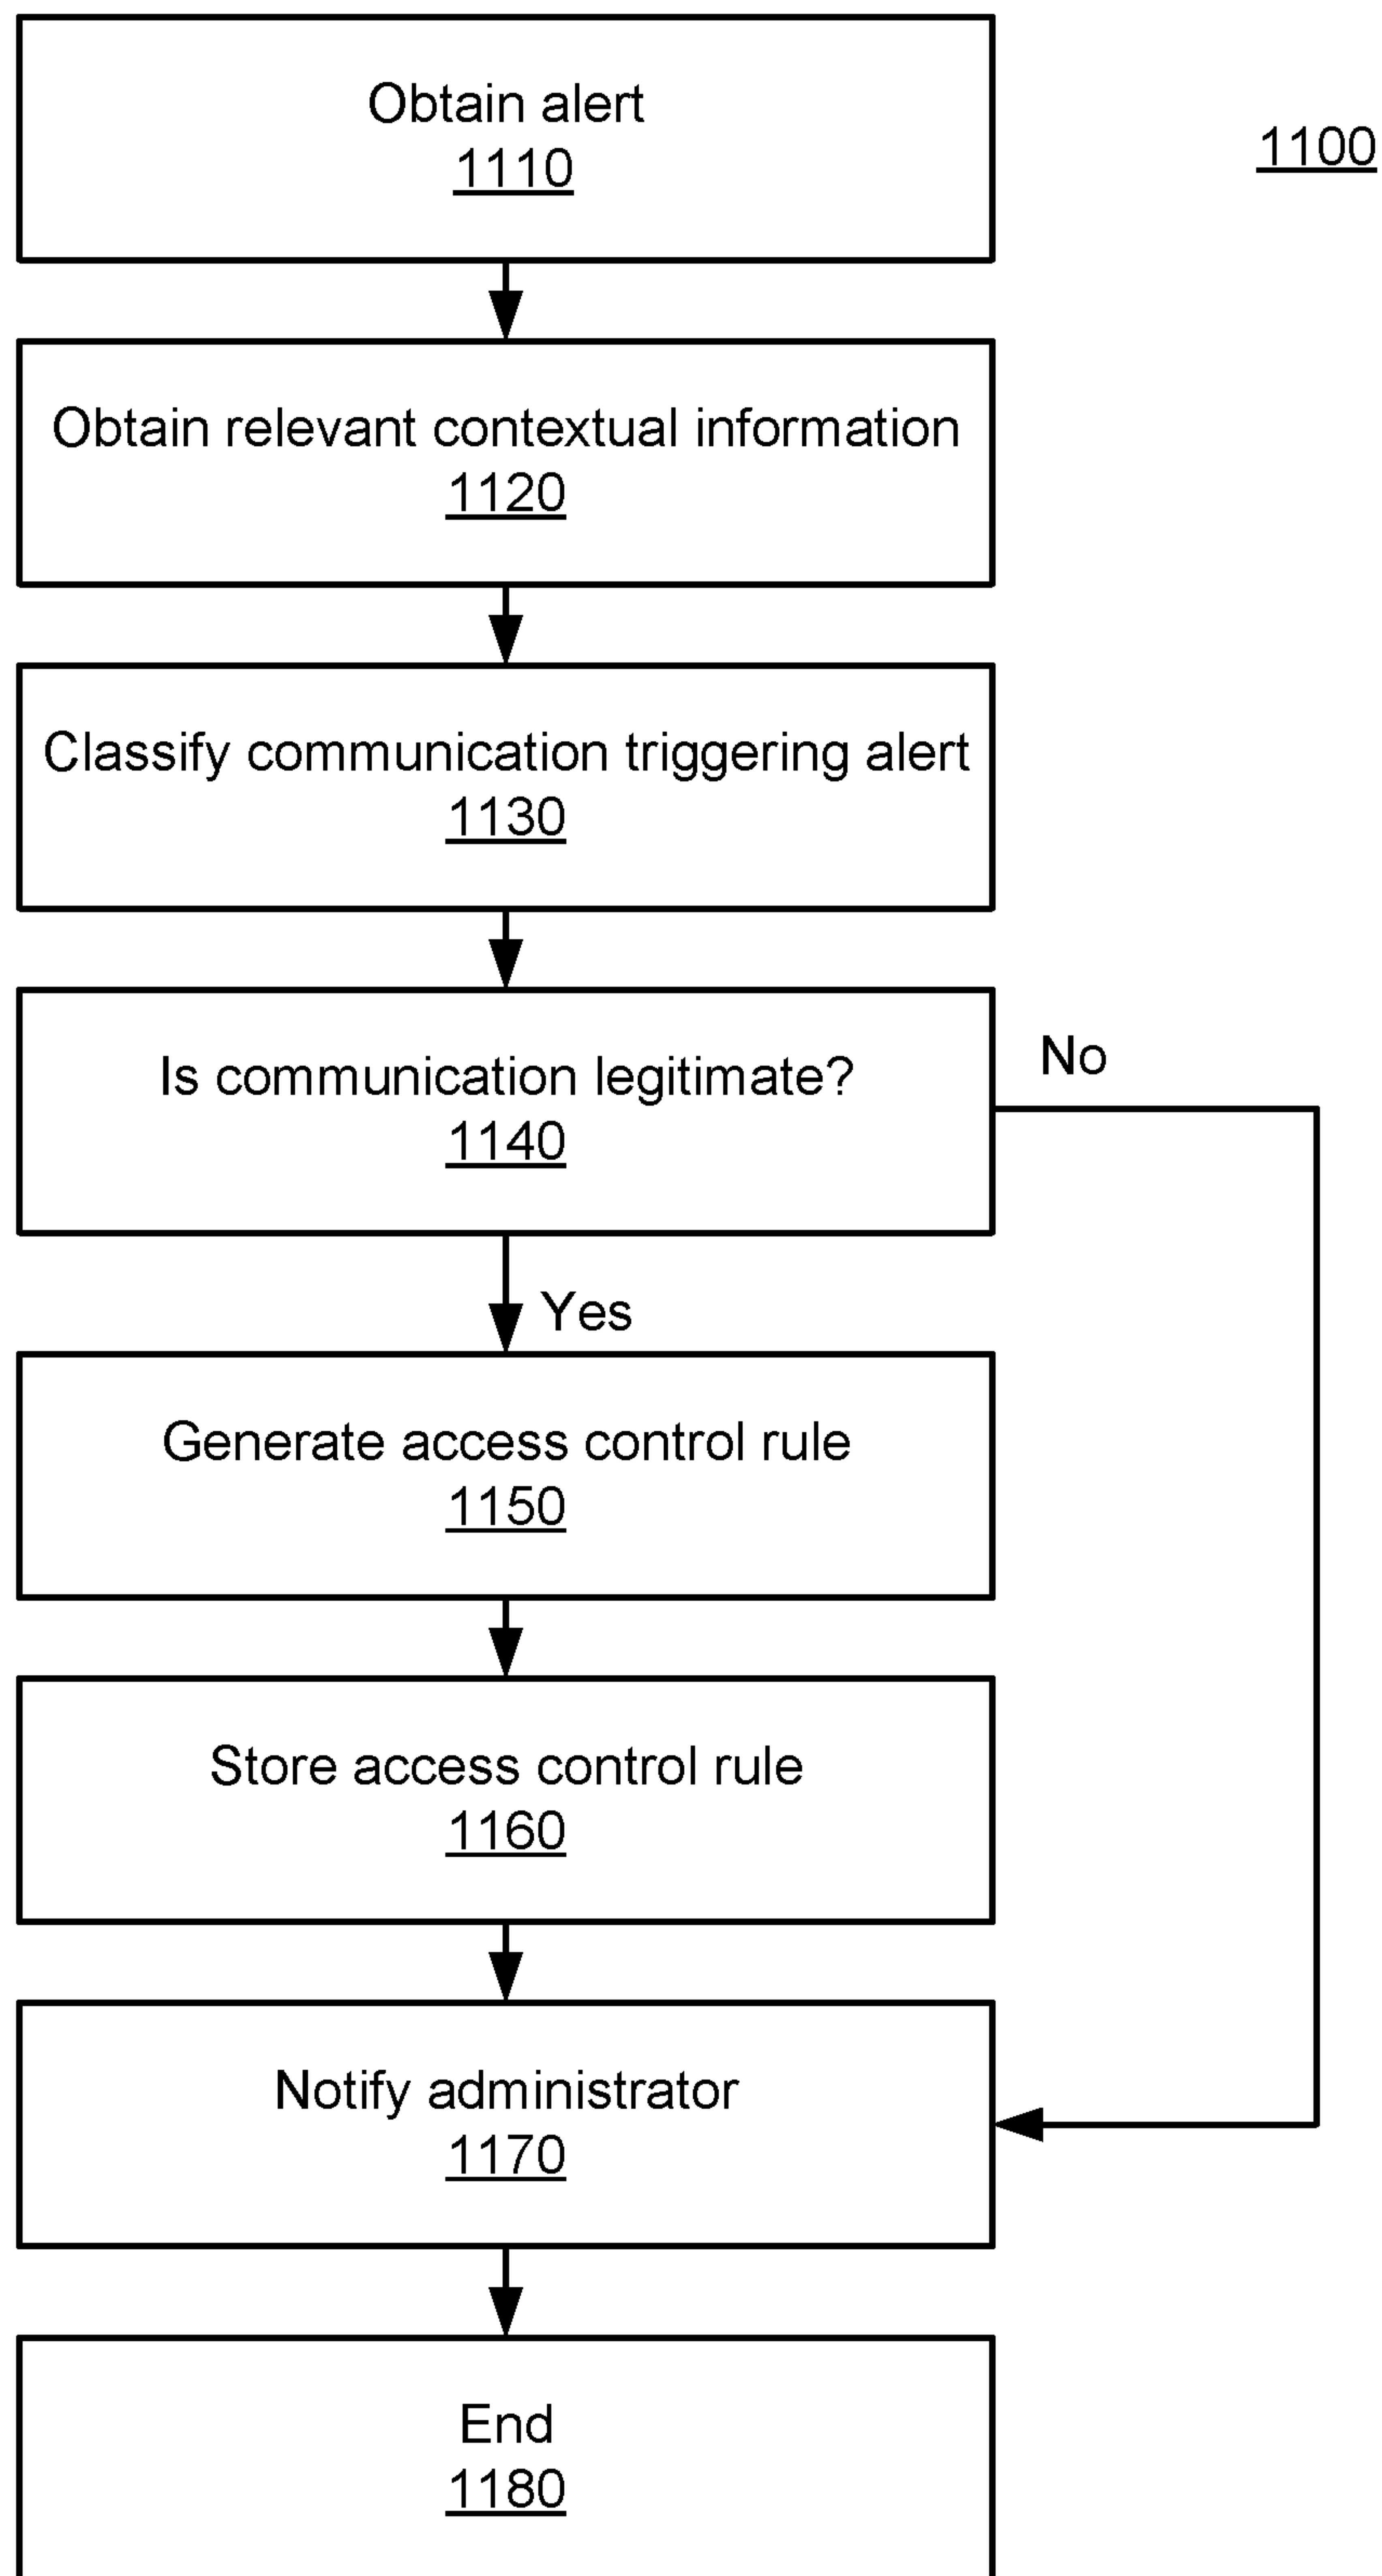 Obtain alert
1110
1100
Obtain relevant contextual information
1120
Classify communication triggering alert
1130
Is communication legitimate?
1140
No
Yes
Generate access control rule
1150
Store access control rule
1160
Notify administrator
1170
End
1180